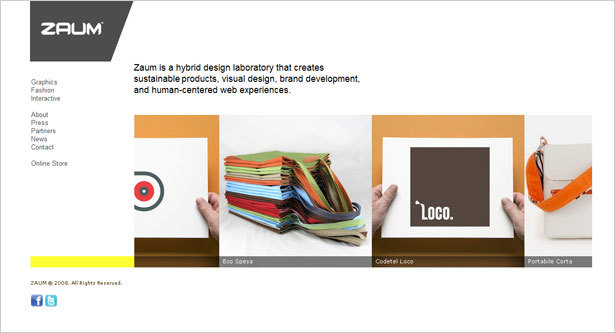 ZAUM
Graphics
Fashion
Interactive
About
Press
Partners
News
Contact
Online Store
Zaum is a hybrid design laboratory that creates
sustainable products, visual design, brand development,
and human-centered web experiences.
LOCO.
Eco Spesa
Codetel Loco
Portabile Corta
ZAUM © 2008. All Rights Reserved.